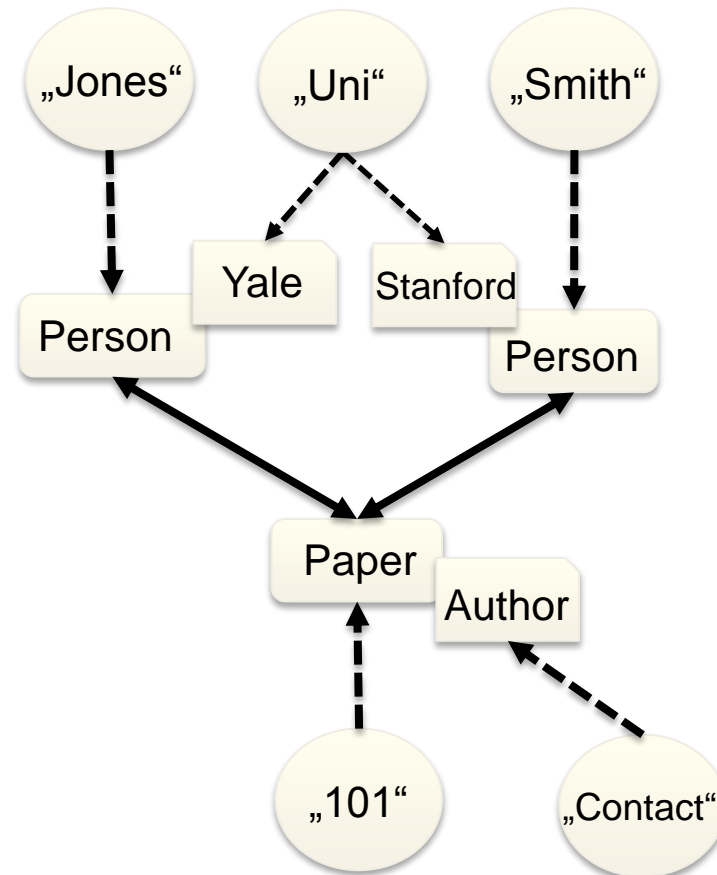 „Jones“
„Uni“
„Smith“
Yale
Stanford
Person
Person
Paper
Author
„101“
„Contact“